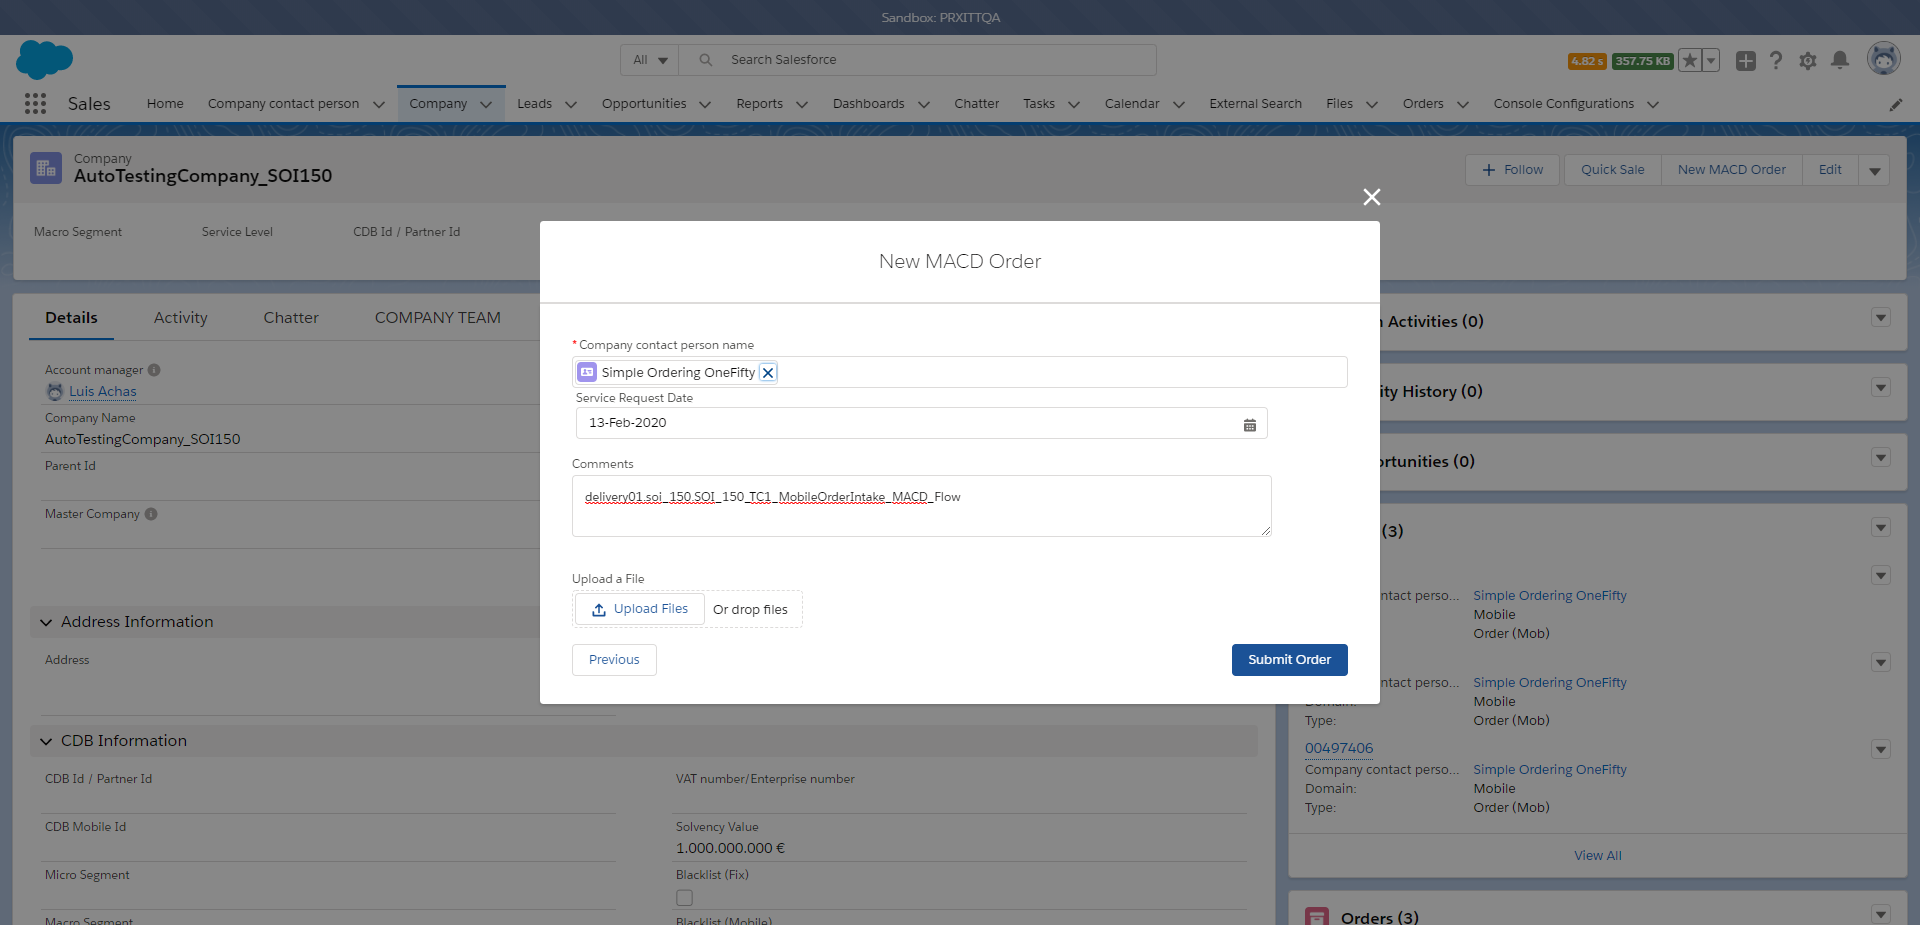 Sandbox: PRXITTQA
All
Search Salesforce
4.82 s
357.75 KB
Sales
Home
Company contact person
Company
Leads
Opportunities
Reports
Dashboards
Chatter
Tasks
Calendar
External Search
Files
Orders
Console Configurations
Company
AutoTestingCompany_SOI150
Follow
Quick Sale
New MACD Order
Edit
Macro Segment
Service Level
CDB Id / Partner Id
Details
Activity
Chatter
COMPANY TEAM
Account manager
Luis Achas
Company Name
AutoTestingCompany_SOI150
Parent Id
Master Company
Address Information
Address
CDB Information
CDB Id / Partner Id
VAT number/Enterprise number
CDB Mobile Id
Solvency Value
1.000.000.000 €
Micro Segment
Blacklist (Fix)
Macro Segment
Blacklist (Mobile)
New MACD Order
* Company contact person name
Simple Ordering OneFifty
Service Request Date
13-Feb-2020
Comments
delivery01.soi_150.SOI_150_TC1_MobileOrderIntake_MACD_Flow
Upload a File
Upload Files
Or drop files
Previous
Submit Order
Activities (0)
ity History (0)
ortunities (0)
(3)
ntact perso...
Simple Ordering OneFifty
Mobile
Order (Mob)
ntact perso...
Simple Ordering OneFifty
Domain:
Mobile
Type:
Order (Mob)
00497406
Company contact perso...
Simple Ordering OneFifty
Domain:
Mobile
Type:
Order (Mob)
View All
Orders (3)